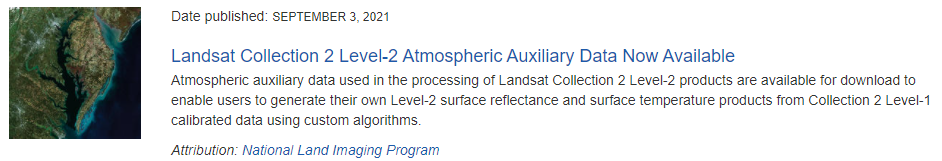 Date published: SEPTEMBER 3, 2021
Landsat Collection 2 Level-2 Atmospheric Auxiliary Data Now Available
Atmospheric auxiliary data used in the processing of Landsat Collection 2 Level-2 products are available for download to
enable users to generate their own Level-2 surface reflectance and surface temperature products from Collection 2 Level-1
calibrated data using custom algorithms.
Attribution: National Land Imaging Program